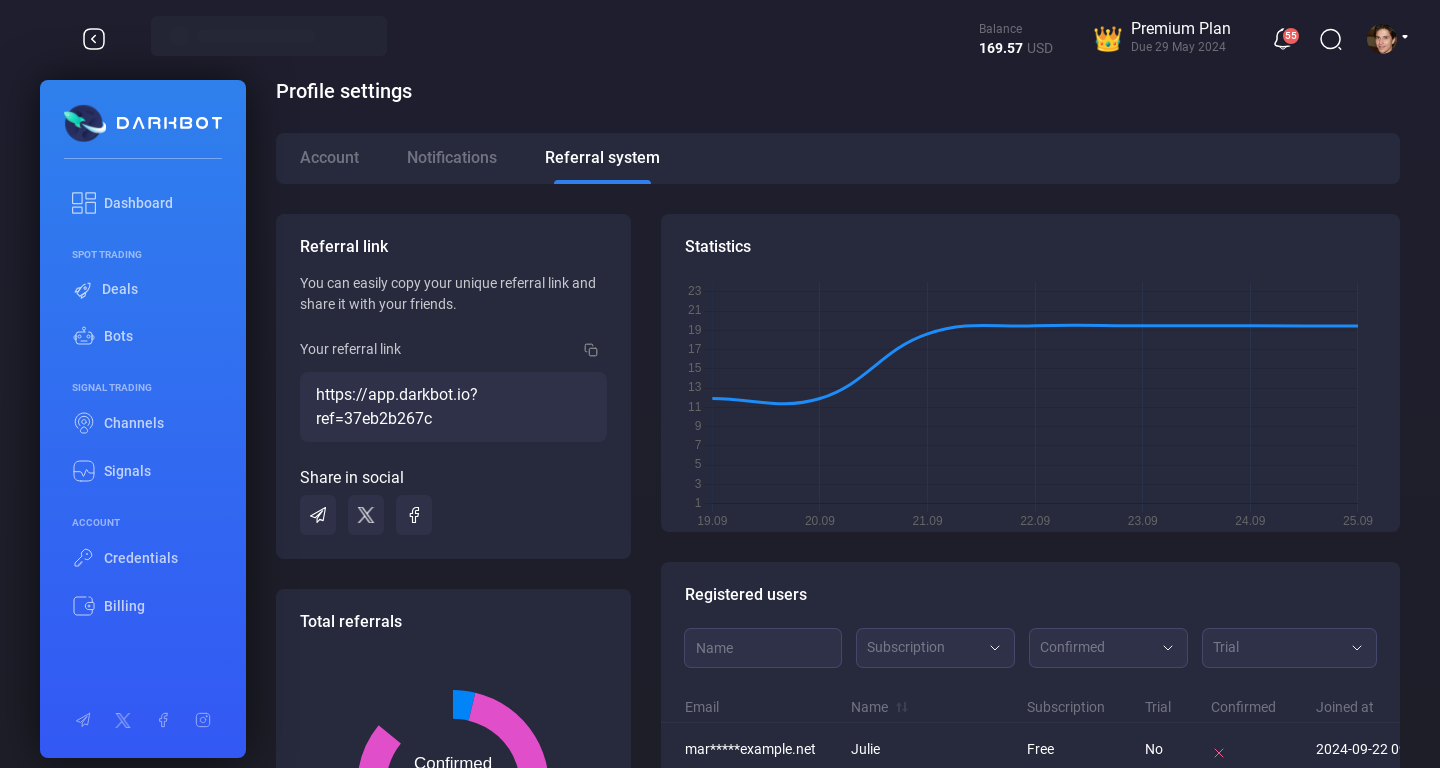 Balance
169.57 USD
Premium Plan
Due 29 May 2024
55
DARKBOT
Profile settings
Account
Notifications
Referral system
Dashboard
SPOT TRADING
Deals
Bots
SIGNAL TRADING
Channels
Signals
ACCOUNT
Credentials
Billing
Referral link
You can easily copy your unique referral link and
share it with your friends.
Your referral link
https://app.darkbot.io?
ref=37eb2b267c
Share in social
Total referrals
Confirmed
Statistics
23
21
19
17
15
13
11
9
7
5
3
1
19.09 20.09 21.09 22.09 23.09 24.09 25.09
Registered users
Name Subscription Confirmed Trial
Email Name Subscription Trial Confirmed Joined at
mar*****example.net Julie Free No 2024-09-22